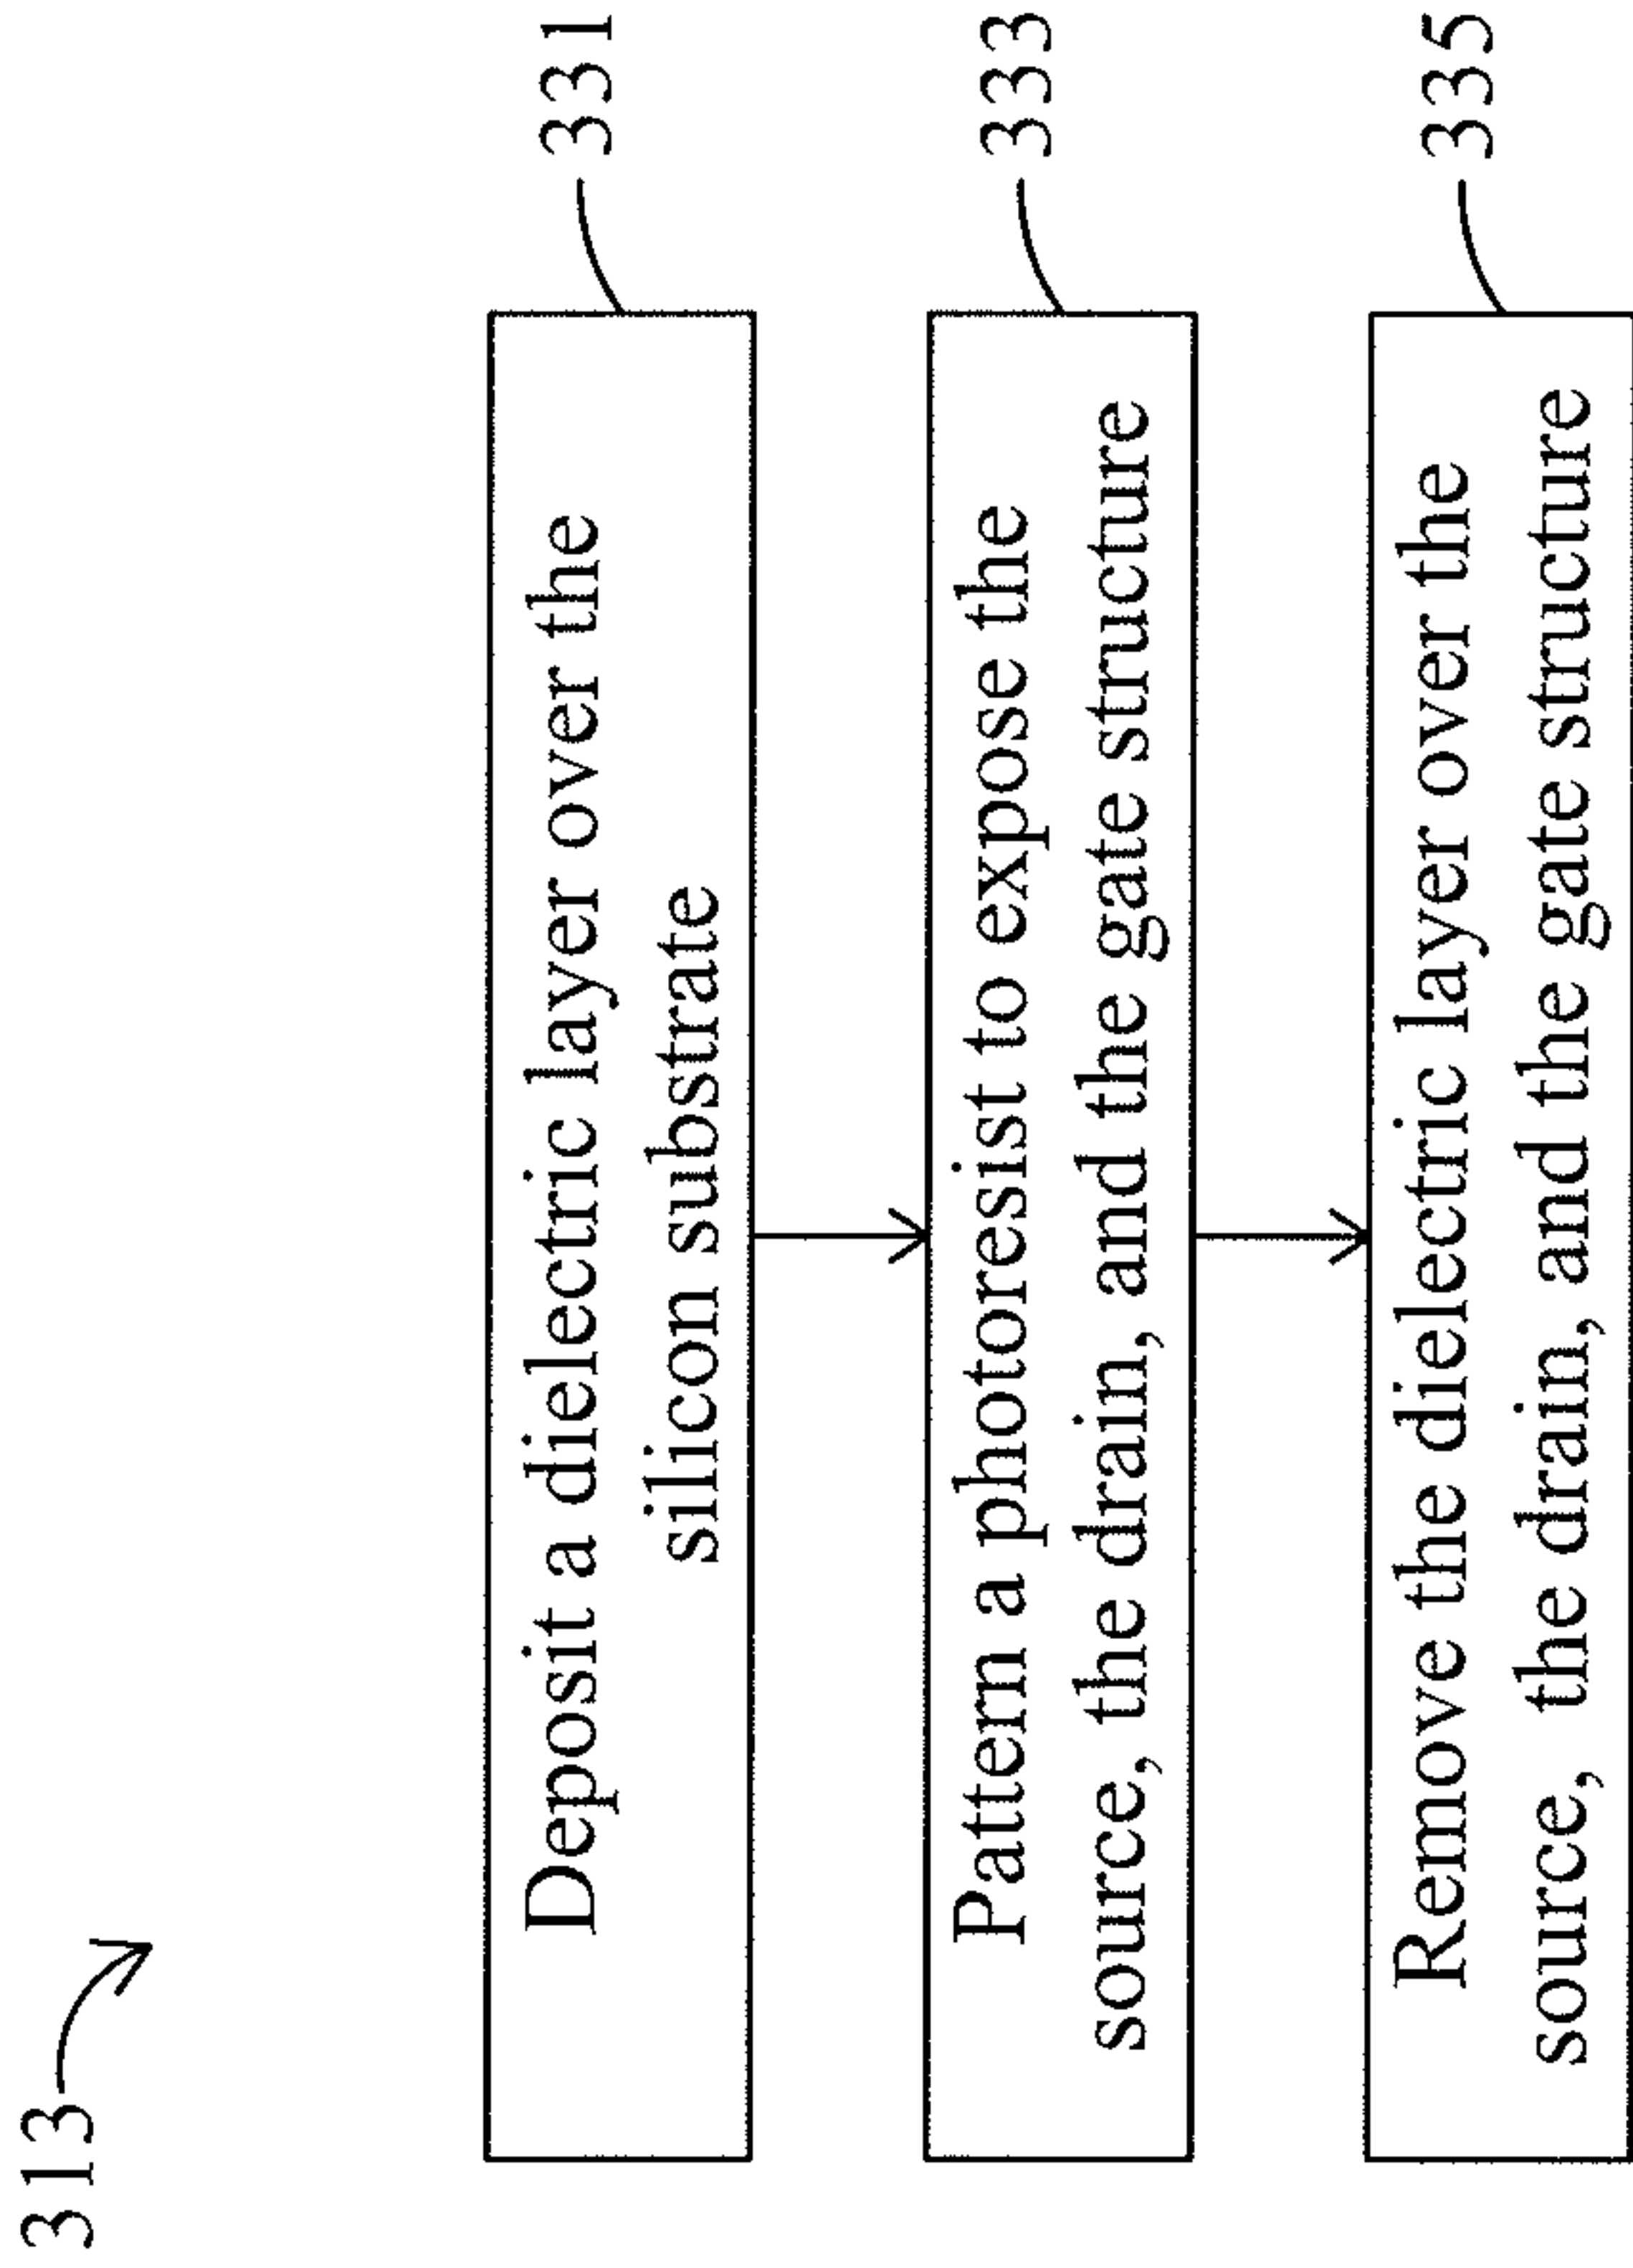 313
Deposit a dielectric layer over the
silicon substrate
331
Pattern a photoresist to expose the
source, the drain, and the gate structure
333
Remove the dielectric layer over the
source, the drain, and the gate structure
335